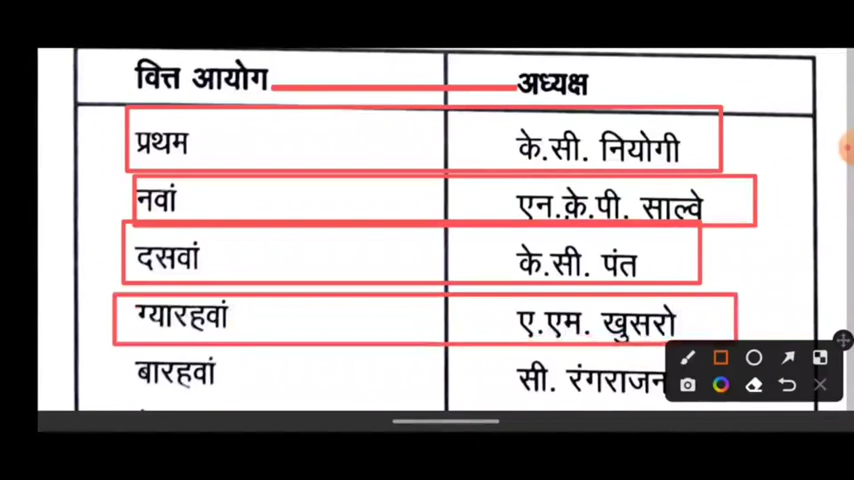 वित्त आयोग अध्यक्ष
प्रथम के.सी. नियोगी
नवां एन.के.पी. साल्वे
दसवां के.सी. पंत
ग्यारहवां ए.एम. खुसरो
बारहवां सी. रंगराजन